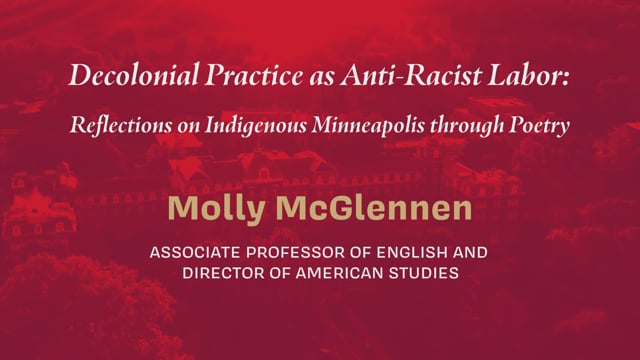 Decolonial Practice as Anti-Racist Labor:
Reflections on Indigenous Minneapolis through Poetry
Molly McGlennen
ASSOCIATE PROFESSOR OF ENGLISH AND
DIRECTOR OF AMERICAN STUDIES